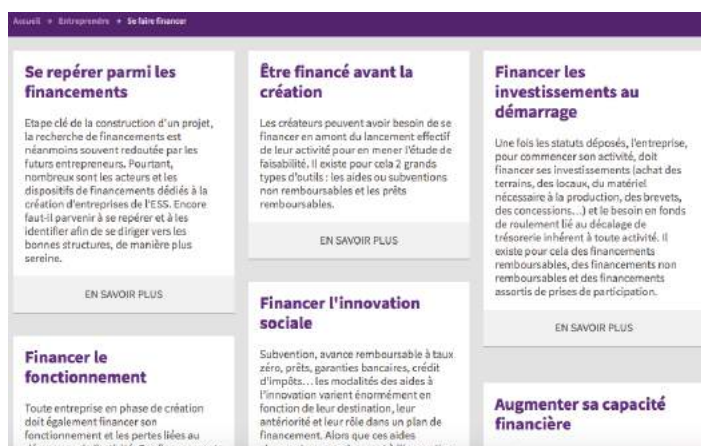 Accueil → Entreprendre → Se faire financer
Se repérer parmi les
financements
Etape clé de la construction d'un projet,
la recherche de financements est
néanmoins souvent redoutée par les
futurs entrepreneurs. Pourtant,
nombreux sont les acteurs et les
dispositifs de financements dédiés à la
création d'entreprises de l'ESS. Encore
faut-il parvenir à se repérer et à les
identifier afin de se diriger vers les
bonnes structures, de manière plus
sereine.
EN SAVOIR PLUS
Financer le
fonctionnement
Toute entreprise en phase de création
doit également financer son
fonctionnement et les pertes liées au
Être financé avant la
création
Les créateurs peuvent avoir besoin de se
financer en amont du lancement effectif
de leur activité pour en mener l'étude de
faisabilité. Il existe pour cela 2 grands
types d'outils : les aides ou subventions
non remboursables et les prêts
remboursables.
EN SAVOIR PLUS
Financer l'innovation
sociale
Subvention, avance remboursable à taux
zéro, prêts, garanties bancaires, crédit
d'impôts... les modalités des aides à
l'innovation varient énormément en
fonction de leur destination, leur
antériorité et leur rôle dans un plan de
financement. Alors que ces aides
Financer les
investissements au
démarrage
Une fois les statuts déposés, l'entreprise,
pour commencer son activité, doit
financer ses investissements (achat des
terrains, des locaux, du matériel
nécessaire à la production, des brevets,
des concessions...) et le besoin en fonds
de roulement lié au décalage de
trésorerie inhérent à toute activité. Il
existe pour cela des financements
remboursables, des financements non
remboursables et des financements
assortis de prises de participation.
EN SAVOIR PLUS
Augmenter sa capacité
financière